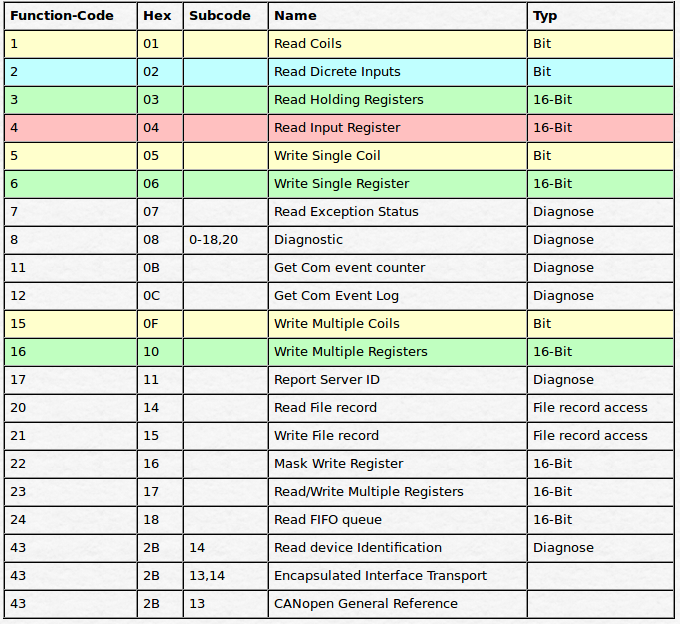 Function-Code Hex Subcode Name Typ
1 01 Read Coils Bit
2 02 Read Dicrete Inputs Bit
3 03 Read Holding Registers 16-Bit
4 04 Read Input Register 16-Bit
5 05 Write Single Coil Bit
6 06 Write Single Register 16-Bit
7 07 Read Exception Status Diagnose
8 08 0-18,20 Diagnostic Diagnose
11 0B Get Com event counter Diagnose
12 0C Get Com Event Log Diagnose
15 0F Write Multiple Coils Bit
16 10 Write Multiple Registers 16-Bit
17 11 Report Server ID Diagnose
20 14 Read File record File record access
21 15 Write File record File record access
22 16 Mask Write Register 16-Bit
23 17 Read/Write Multiple Registers 16-Bit
24 18 Read FIFO queue 16-Bit
43 2B 14 Read device Identification Diagnose
43 2B 13,14 Encapsulated Interface Transport
43 2B 13 CANopen General Reference